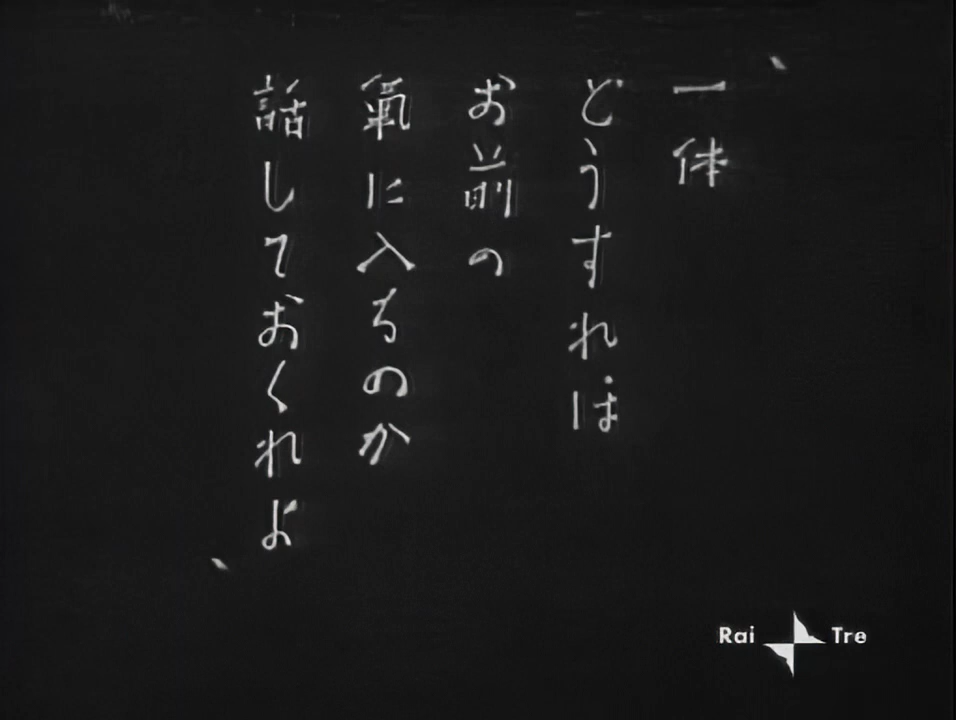 一体
どうすれば
お前の
氣に入るのか
話しておくれよ
Rai Tre